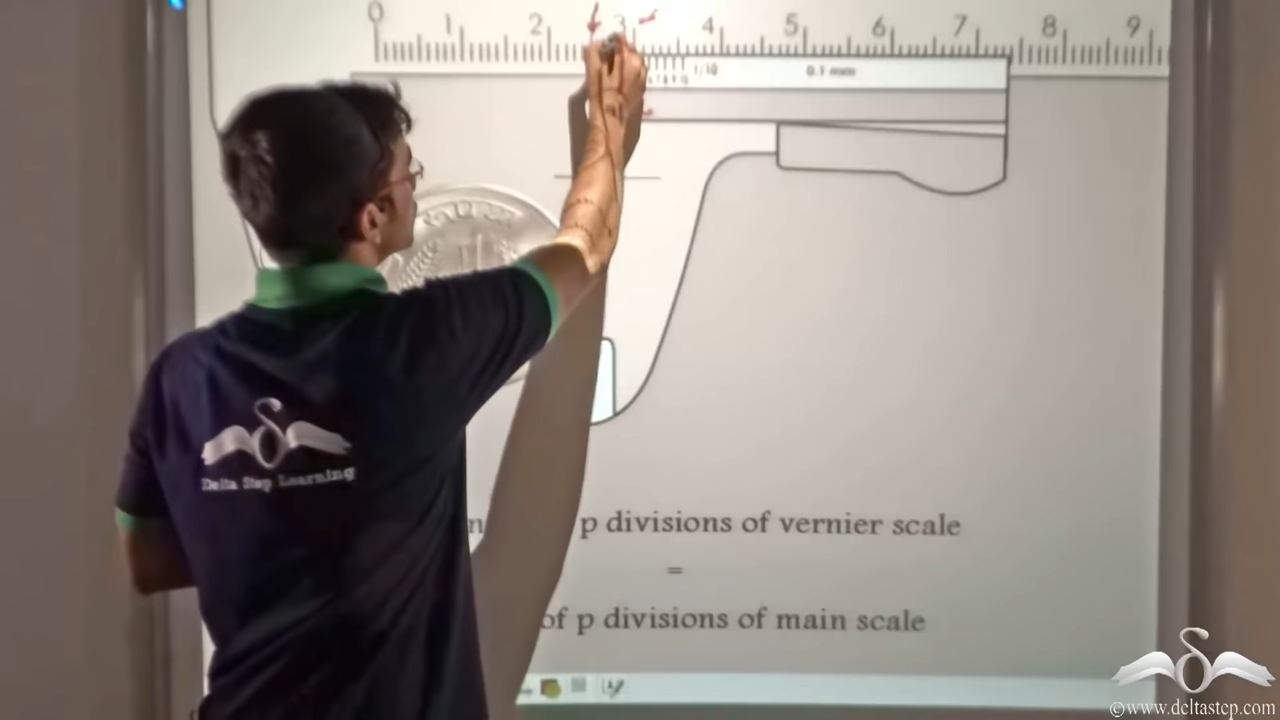 0 1 2 3 4 5 6 7 8 9
1/10 0.1 mm
Delta Step Learning
p divisions of vernier scale
=
of p divisions of main scale
©www.deltastep.com